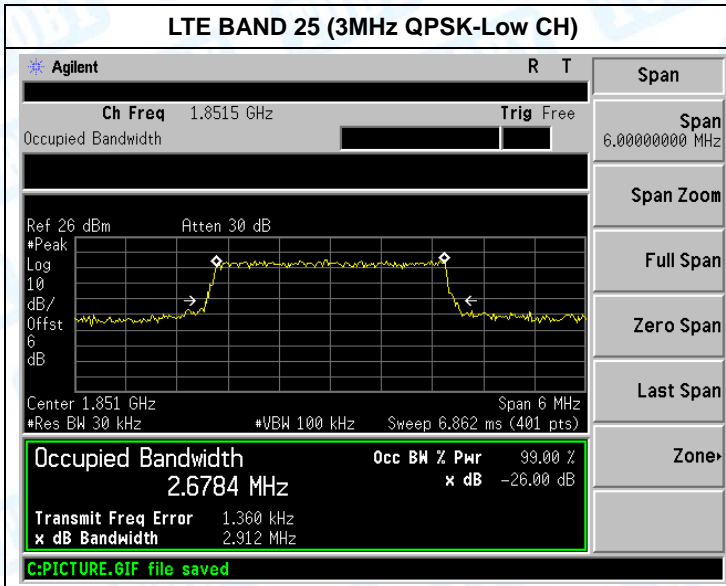 LTE BAND 25 (3MHz QPSK-Low CH)
Agilent R T
Ch Freq 1.8515 GHz Trig Free
Occupied Bandwidth
Ref 26 dBm Atten 30 dB
#Peak
Log
10
dB/
Offst
6
dB
Center 1.851 GHz Span 6 MHz
#Res BW 30 kHz #VBW 100 kHz Sweep 6.862 ms (401 pts)
Occupied Bandwidth Occ BW % Pwr 99.00 %
2.6784 MHz x dB -26.00 dB
Transmit Freq Error 1.360 kHz
x dB Bandwidth 2.912 MHz
C:PICTURE.GIF file saved
Span
Span
6.00000000 MHz
Span Zoom
Full Span
Zero Span
Last Span
Zone